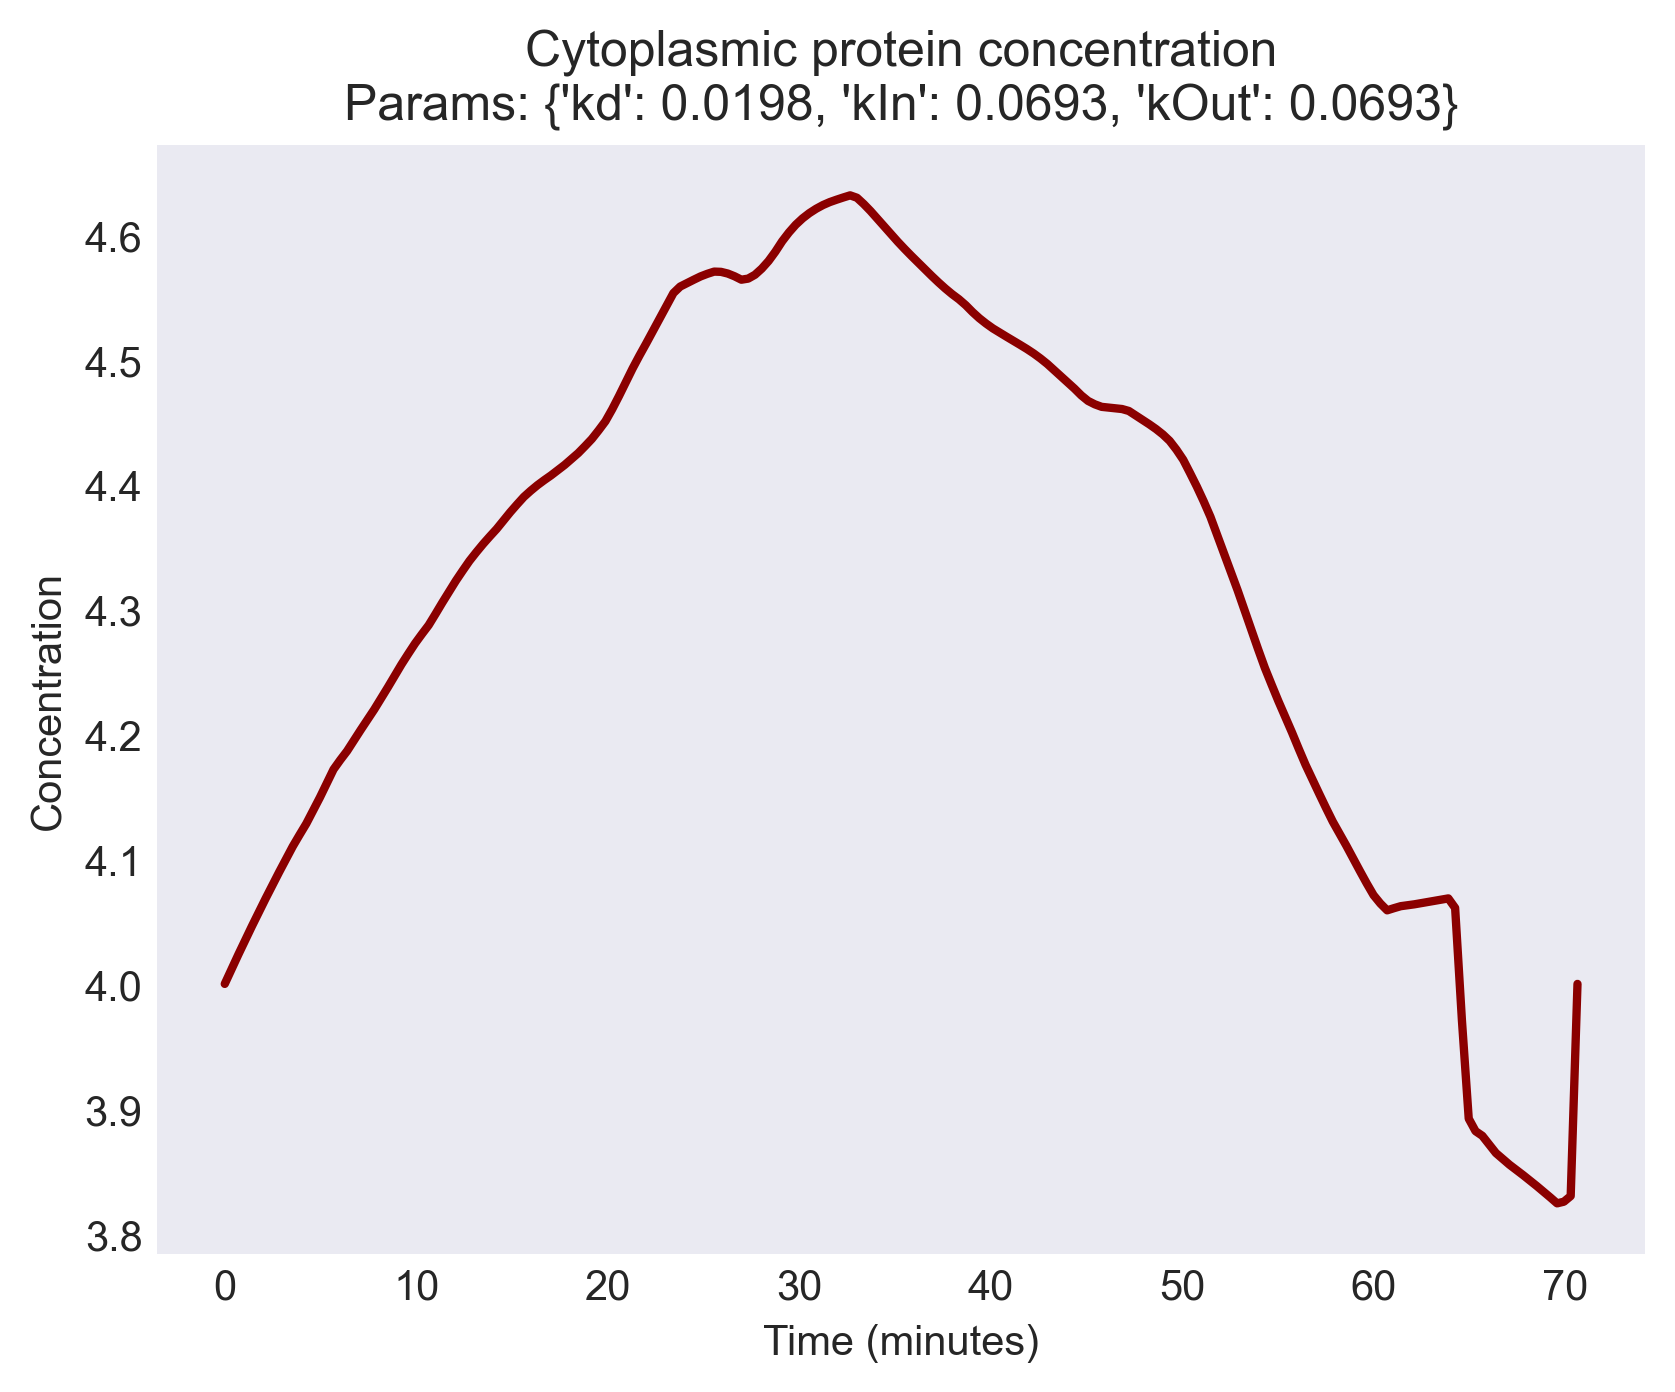 Cytoplasmic protein concentration
Params: {'kd': 0.0198, 'kIn': 0.0693, 'kOut': 0.0693}
4.6
4.5
4.4
4.3
4.2
4.1
4.0
3.9
3.8
Concentration
0 10 20 30 40 50 60 70
Time (minutes)